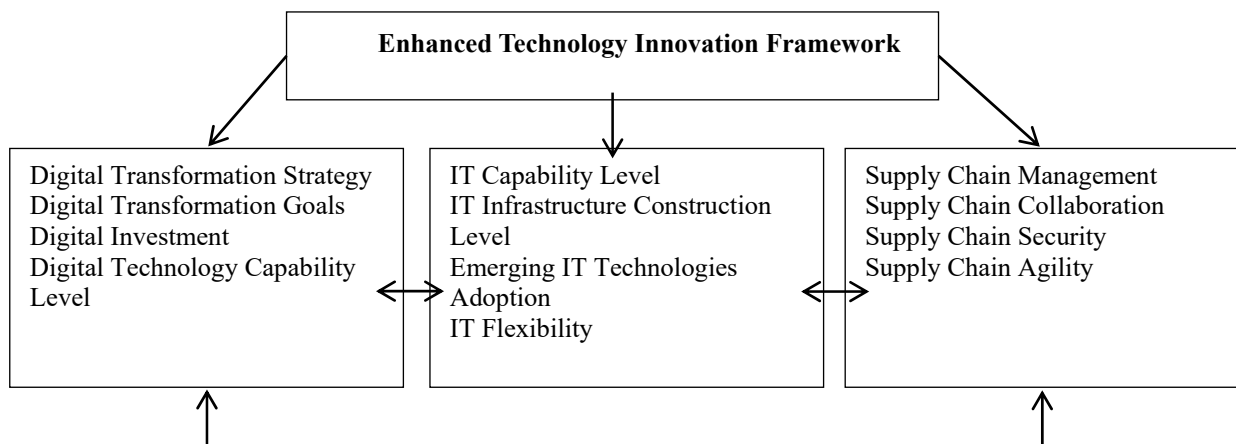 Enhanced Technology Innovation Framework
Digital Transformation Strategy
Digital Transformation Goals
Digital Investment
Digital Technology Capability
Level
IT Capability Level
IT Infrastructure Construction
Level
Emerging IT Technologies
Adoption
IT Flexibility
Supply Chain Management
Supply Chain Collaboration
Supply Chain Security
Supply Chain Agility